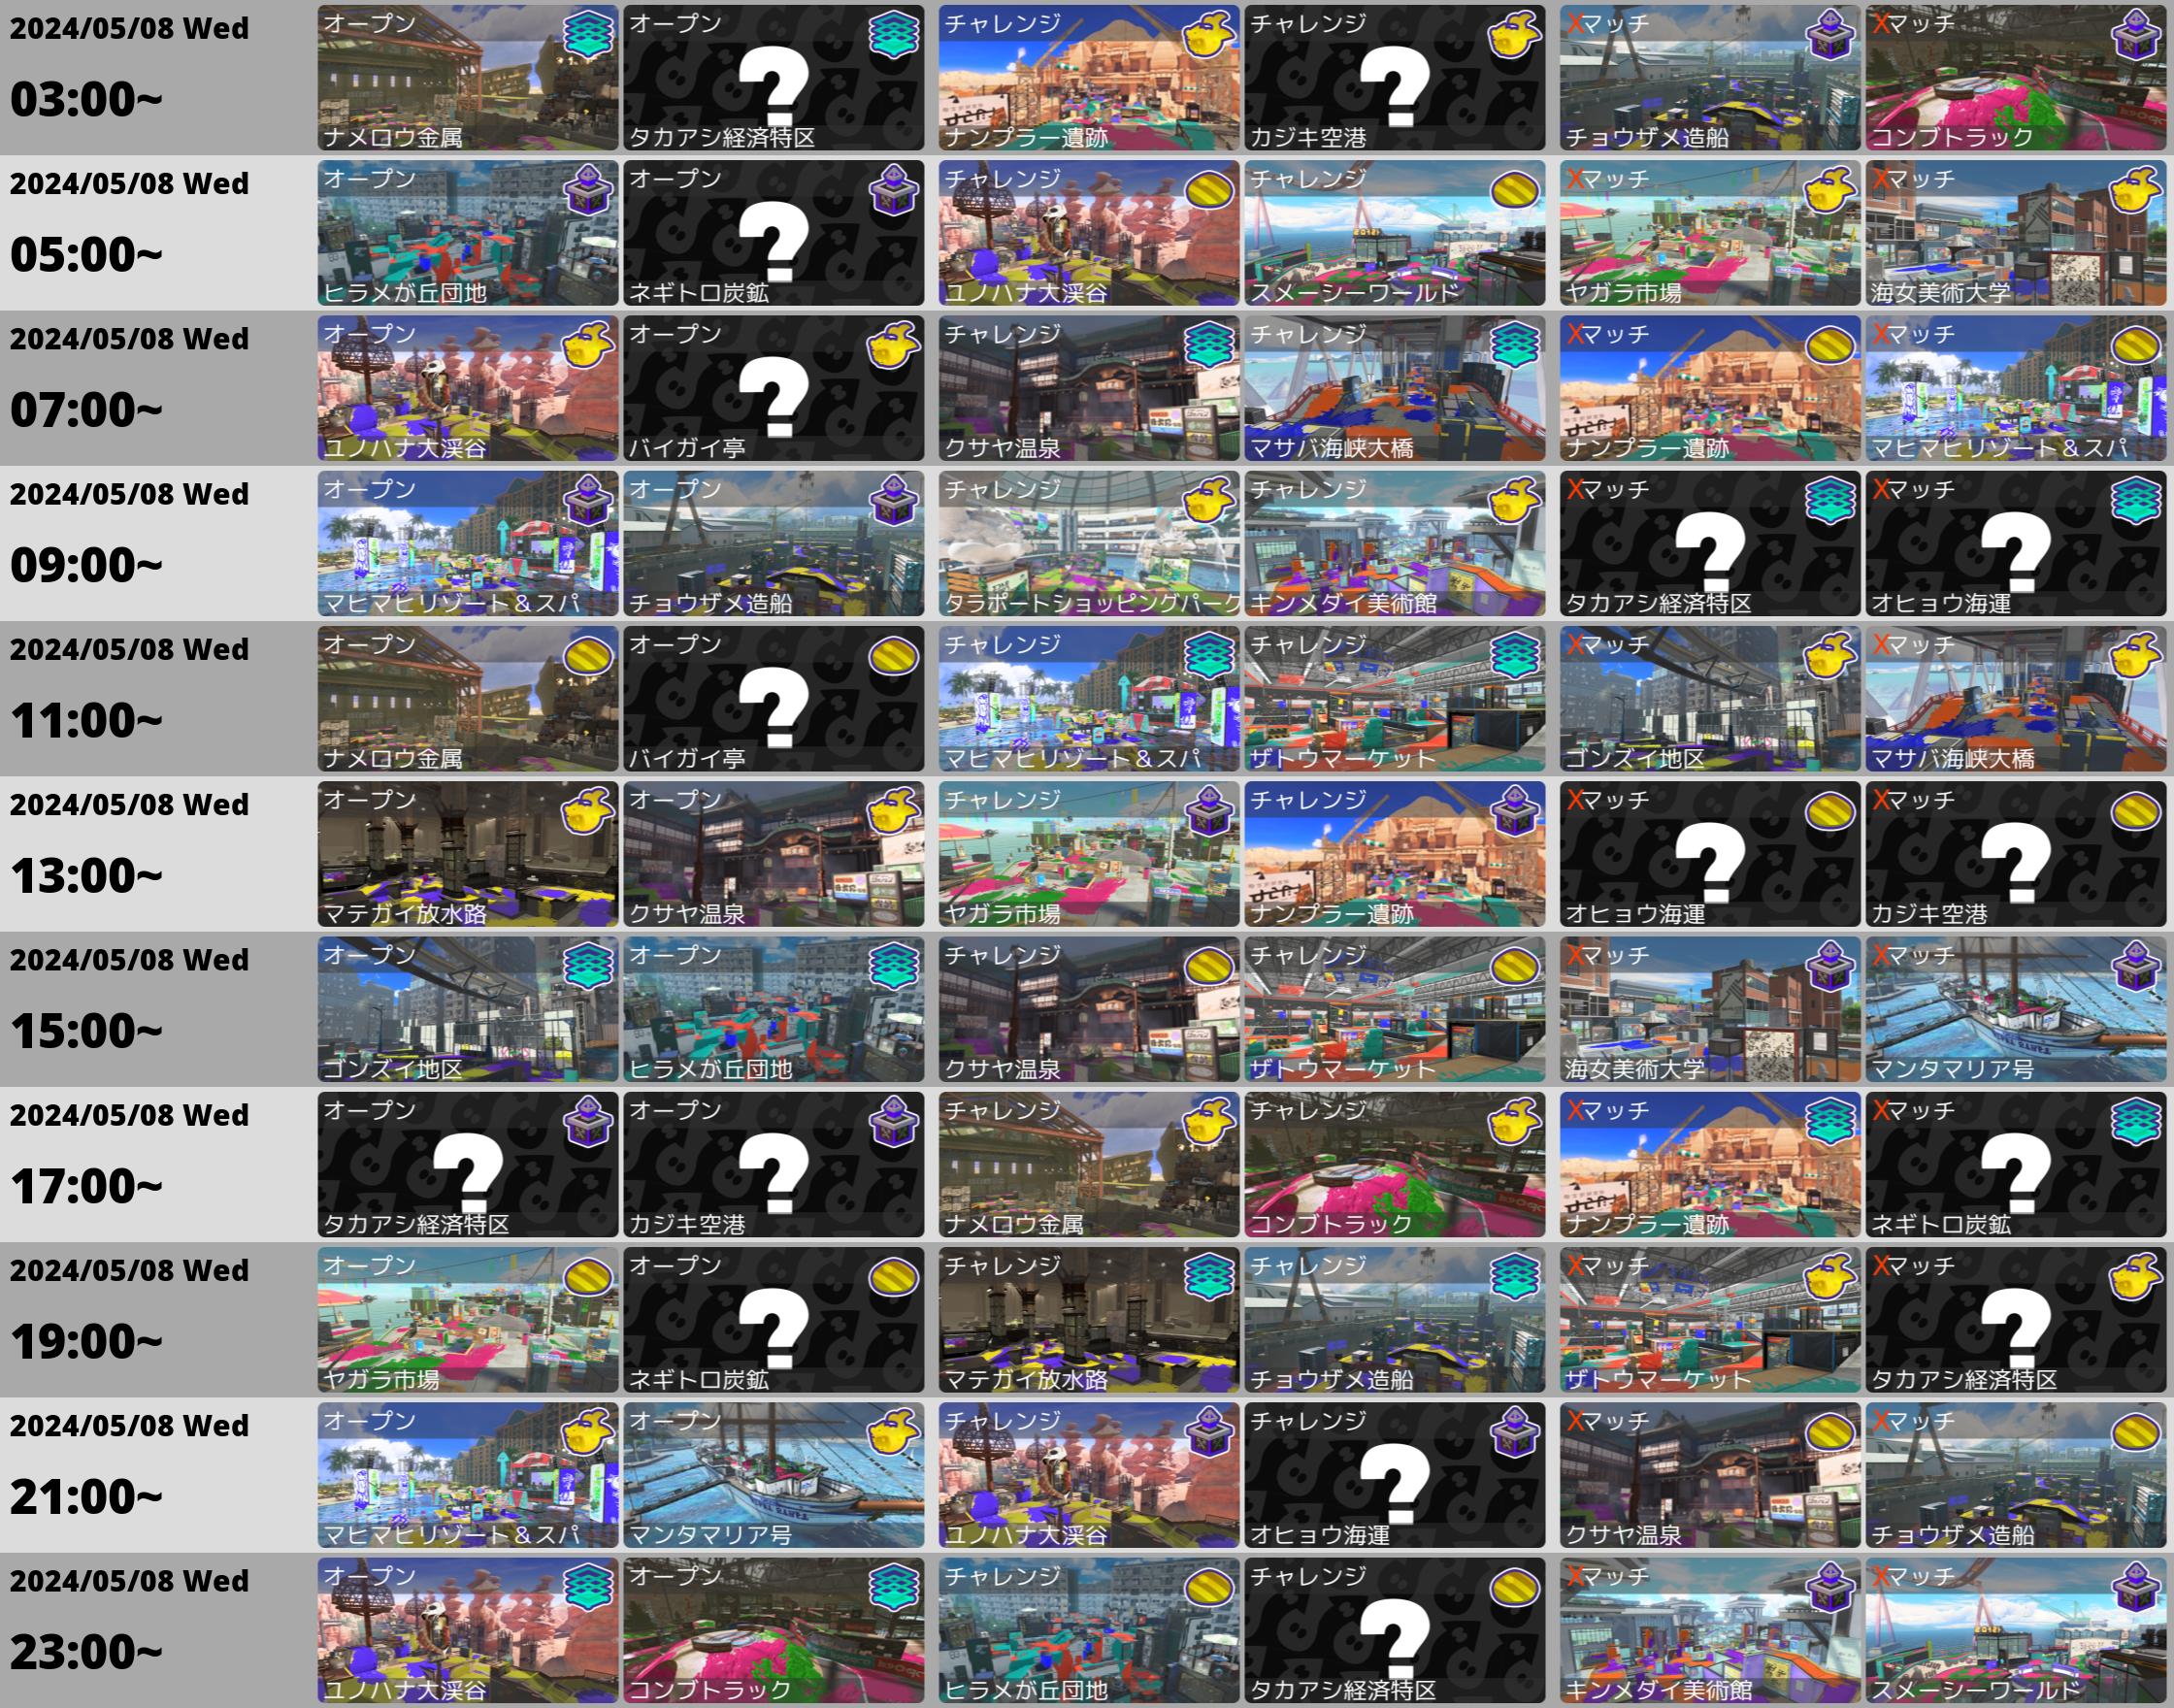 2024/05/08 Wed
03:00~
オープン
ナメロウ金属
オープン
タカアシ経済特区
チャレンジ
ナンプラー遺跡
チャレンジ
カジキ空港
Xマッチ
チョウザメ造船
Xマッチ
コンブトラック
2024/05/08 Wed
05:00~
オープン
ヒラメが丘団地
オープン
ネギトロ炭鉱
チャレンジ
ユノハナ大渓谷
チャレンジ
スメーシーワールド
Xマッチ
ヤガラ市場
Xマッチ
海女美術大学
2024/05/08 Wed
07:00~
オープン
ユノハナ大渓谷
オープン
バイガイ亭
チャレンジ
クサヤ温泉
チャレンジ
マサバ海峡大橋
Xマッチ
ナンプラー遺跡
Xマッチ
マヒマヒリゾート＆スパ
2024/05/08 Wed
09:00~
オープン
マヒマヒリゾート＆スパ
オープン
チョウザメ造船
チャレンジ
タラポートショッピングパーク
チャレンジ
キンメダイ美術館
Xマッチ
タカアシ経済特区
Xマッチ
オヒョウ海運
2024/05/08 Wed
11:00~
オープン
ナメロウ金属
オープン
バイガイ亭
チャレンジ
マヒマヒリゾート＆スパ
チャレンジ
ザトウマーケット
Xマッチ
ゴンズイ地区
Xマッチ
マサバ海峡大橋
2024/05/08 Wed
13:00~
オープン
マテガイ放水路
オープン
クサヤ温泉
チャレンジ
ヤガラ市場
チャレンジ
ナンプラー遺跡
Xマッチ
オヒョウ海運
Xマッチ
カジキ空港
2024/05/08 Wed
15:00~
オープン
ゴンズイ地区
オープン
ヒラメが丘団地
チャレンジ
クサヤ温泉
チャレンジ
ザトウマーケット
Xマッチ
海女美術大学
Xマッチ
マンタマリア号
2024/05/08 Wed
17:00~
オープン
タカアシ経済特区
オープン
カジキ空港
チャレンジ
ナメロウ金属
チャレンジ
コンブトラック
Xマッチ
ナンプラー遺跡
Xマッチ
ネギトロ炭鉱
2024/05/08 Wed
19:00~
オープン
ヤガラ市場
オープン
ネギトロ炭鉱
チャレンジ
マテガイ放水路
チャレンジ
チョウザメ造船
Xマッチ
ザトウマーケット
Xマッチ
タカアシ経済特区
2024/05/08 Wed
21:00~
オープン
マヒマヒリゾート＆スパ
オープン
マンタマリア号
チャレンジ
ユノハナ大渓谷
チャレンジ
オヒョウ海運
Xマッチ
クサヤ温泉
Xマッチ
チョウザメ造船
2024/05/08 Wed
23:00~
オープン
ユノハナ大渓谷
オープン
コンブトラック
チャレンジ
ヒラメが丘団地
チャレンジ
タカアシ経済特区
Xマッチ
キンメダイ美術館
Xマッチ
スメーシーワールド